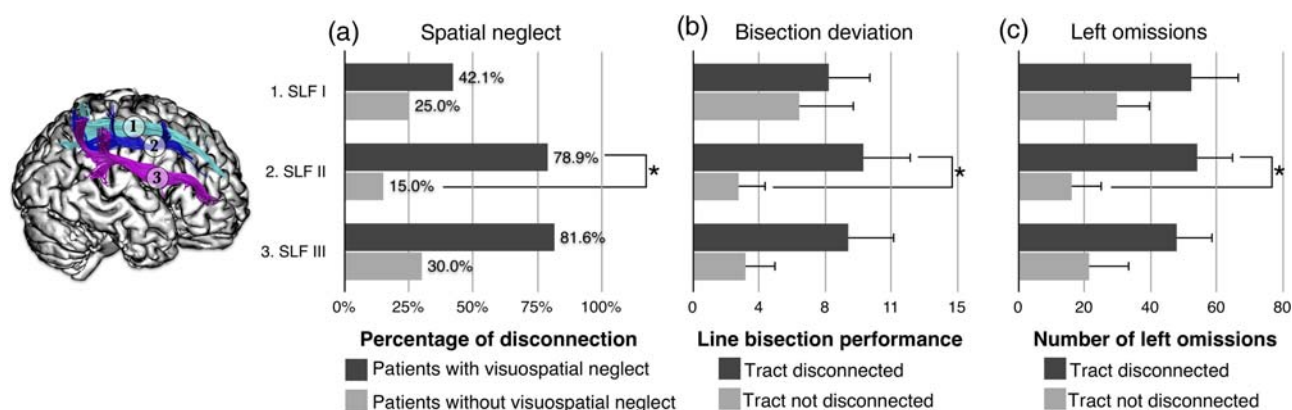 (a) Spatial neglect
(b) Bisection deviation
(c) Left omissions
1
2
3
1. SLF I
42.1%
25.0%
2. SLF II
78.9%
15.0%
*
*
*
3. SLF III
81.6%
30.0%
0% 25% 50% 75% 100%
0 4 8 11 15
0 20 40 60 80
Percentage of disconnection
Patients with visuospatial neglect
Patients without visuospatial neglect
Line bisection performance
Tract disconnected
Tract not disconnected
Number of left omissions
Tract disconnected
Tract not disconnected